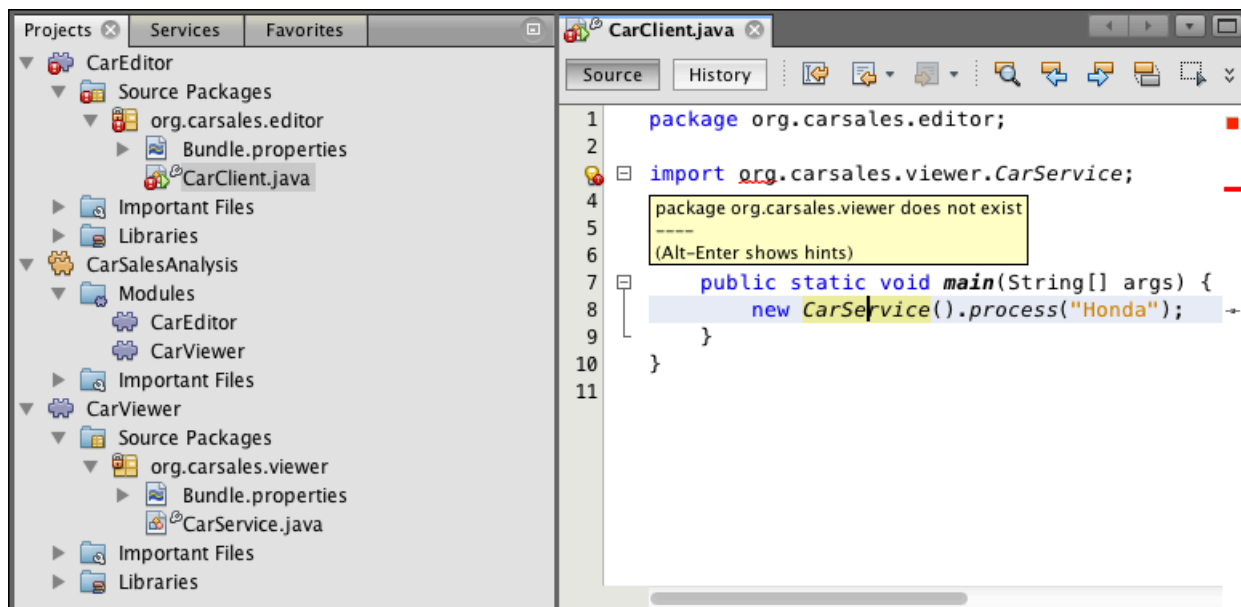 Projects Services Favorites
CarEditor
Source Packages
org.carsales.editor
Bundle.properties
CarClient.java
Important Files
Libraries
CarSalesAnalysis
Modules
CarEditor
CarViewer
Important Files
CarViewer
Source Packages
org.carsales.viewer
Bundle.properties
CarService.java
Important Files
Libraries
CarClient.java
Source History
1 package org.carsales.editor;
2
import org.carsales.viewer.CarService;
4
package org.carsales.viewer does not exist
5
----
6
(Alt-Enter shows hints)
7 public static void main(String[] args) {
8 new CarService().process("Honda");
9 }
10 }
11